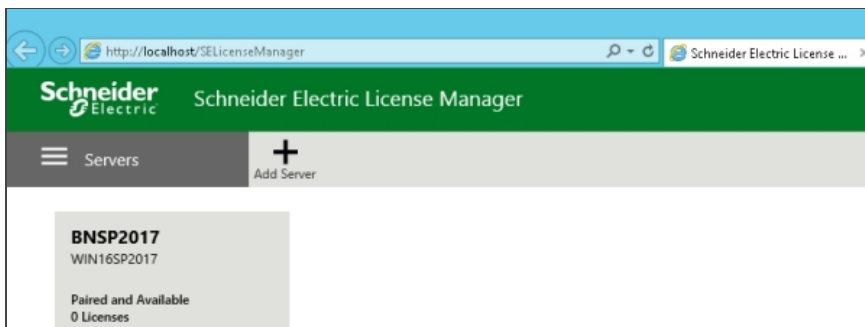 http://localhost/SELicenseManager
Schneider Electric License ...
Schneider
Electric
Schneider Electric License Manager
Servers
Add Server
BNSP2017
WIN16SP2017
Paired and Available
0 Licenses